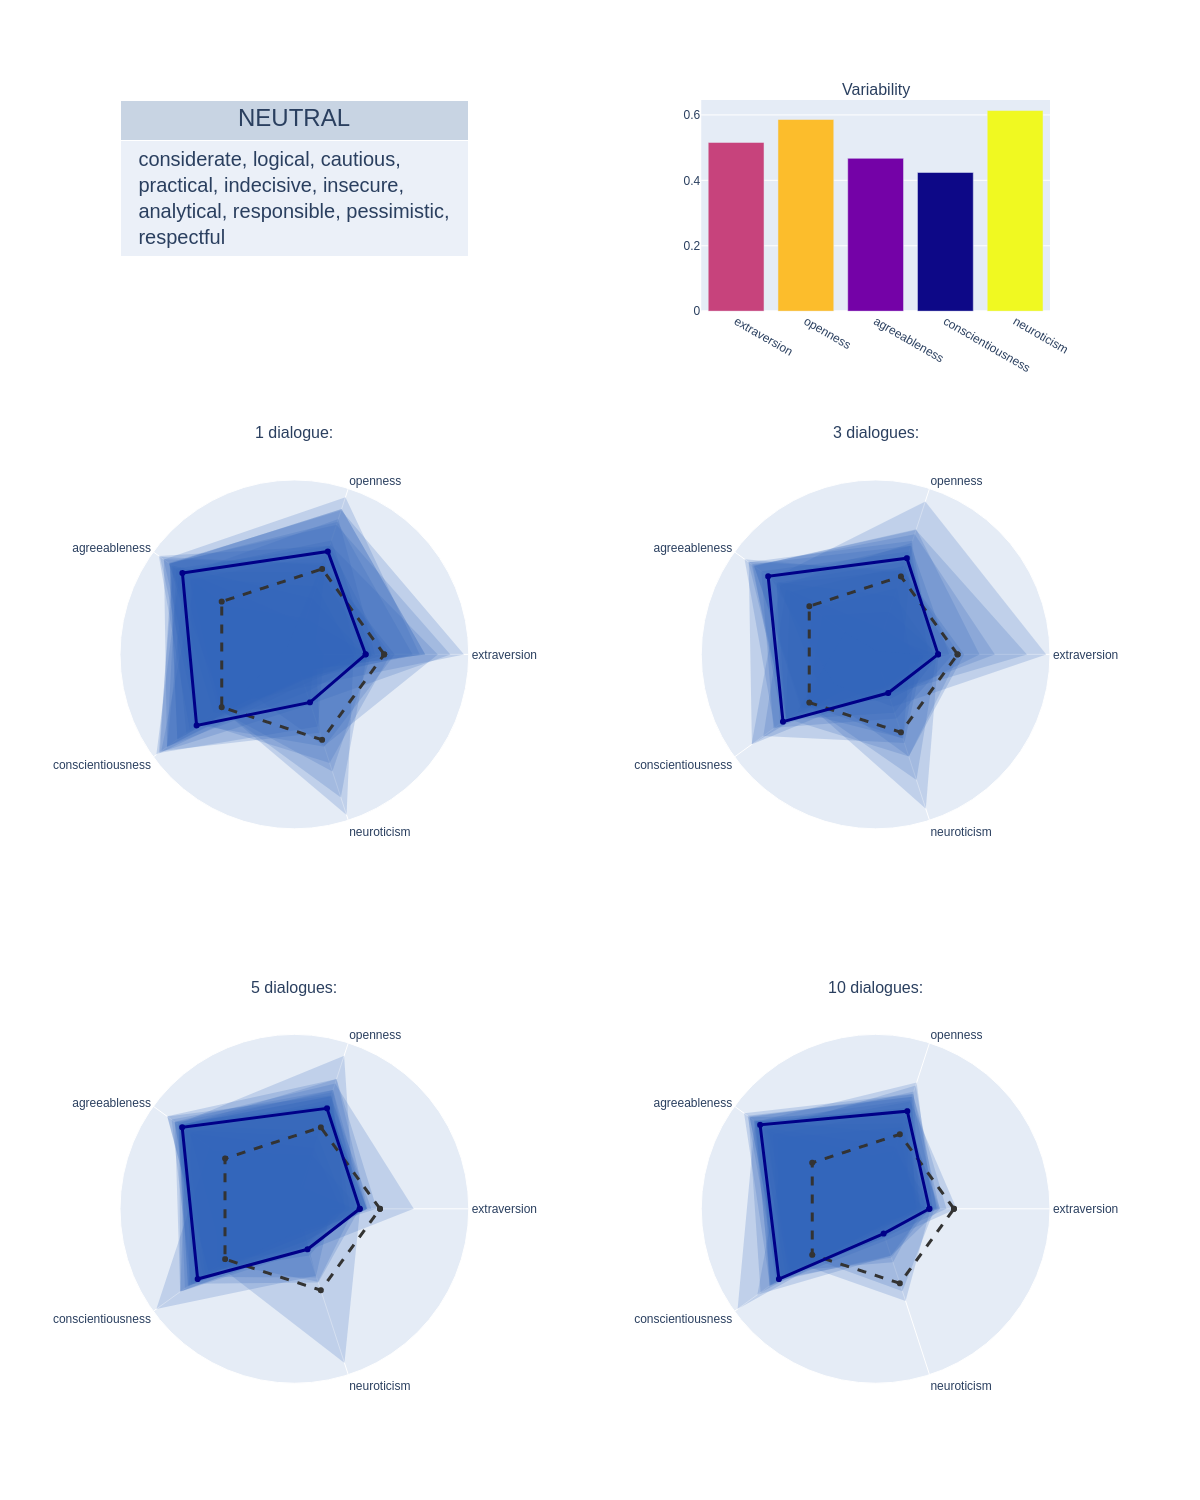 NEUTRAL
considerate, logical, cautious,
practical, indecisive, insecure,
analytical, responsible, pessimistic,
respectful
Variability
0.6
0.4
0.2
0
extraversion
openness
agreeableness
conscientiousness
neuroticism
1 dialogue:
openness
agreeableness
extraversion
conscientiousness
neuroticism
3 dialogues:
openness
agreeableness
extraversion
conscientiousness
neuroticism
5 dialogues:
openness
agreeableness
extraversion
conscientiousness
neuroticism
10 dialogues:
openness
agreeableness
extraversion
conscientiousness
neuroticism